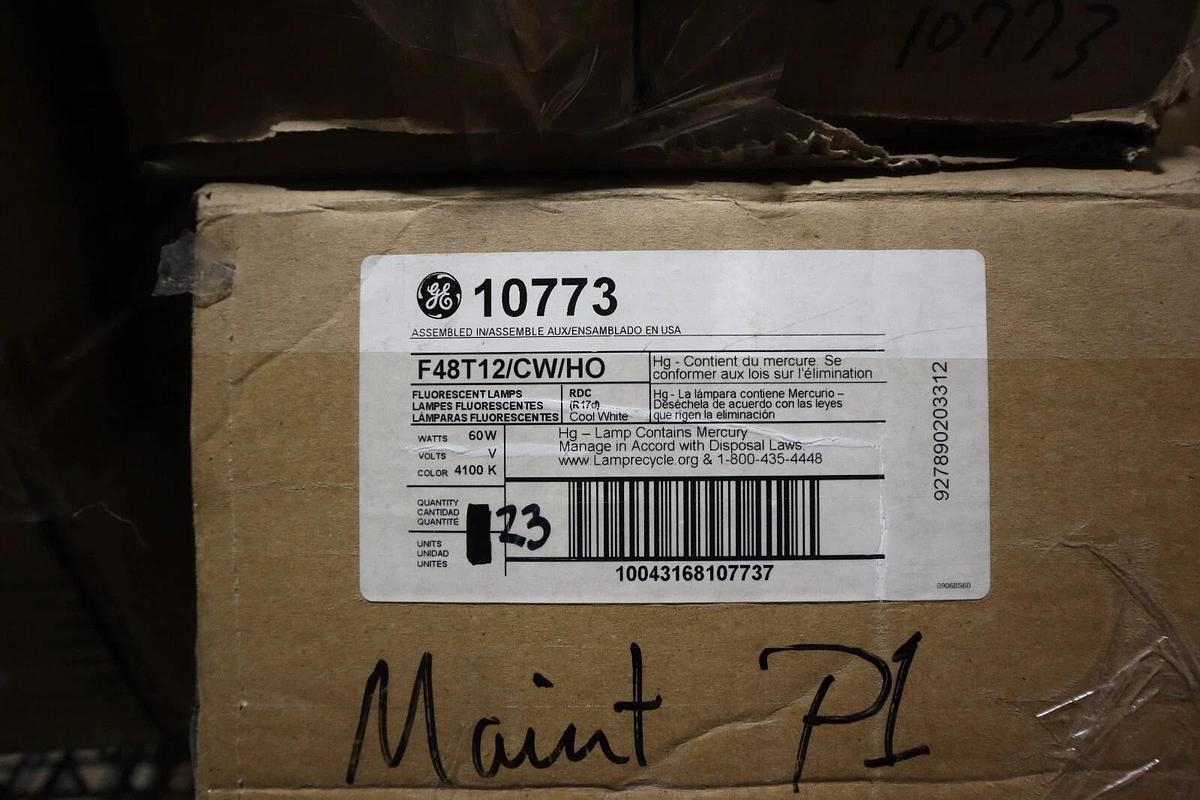 10773
GE 10773
ASSEMBLED IN/ASSEMBLE AUX/ENSAMBLADO EN USA
F48T12/CW/HO
Hg - Contient du mercure. Se
conformer aux lois sur l'élimination
FLUORESCENT LAMPS
LAMPES FLUORESCENTES
LÁMPARAS FLUORESCENTES
RDC
(R17d)
Cool White
Hg - La lámpara contiene Mercurio –
Deséchela de acuerdo con las leyes
que rigen la eliminación
WATTS 60W
VOLTS V
COLOR 4100 K
Hg – Lamp Contains Mercury
Manage in Accord with Disposal Laws.
www.Lamprecycle.org & 1-800-435-4448
QUANTITY
CANTIDAD
QUANTITÉ
23
UNITS
UNIDAD
UNITÉS
10043168107737
927890203312
0906BS60
Maint P1